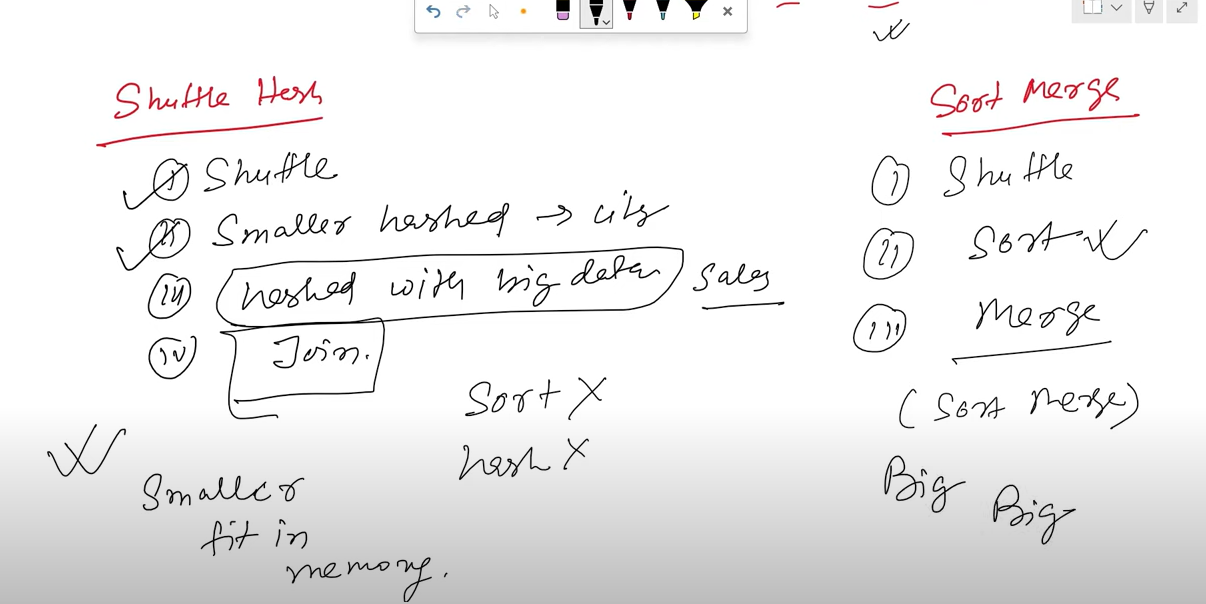 Shuffle Hash
(i) Shuffle
(ii) Smaller hashed → city
(iii) hashed with big data Sales
(iv) Join.
Sort X
hash X
Smaller
fit in
memory.
Sort Merge
(i) Shuffle
(ii) Sort
(iii) Merge
(Sort Merge)
Big Big